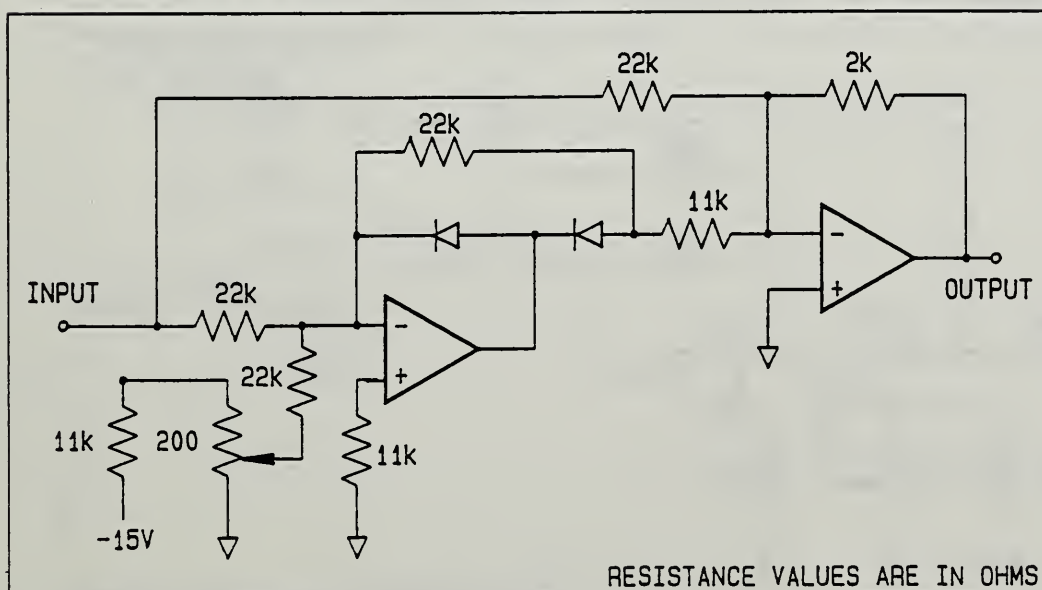 22k
2k
22k
11k
−
+
INPUT
22k
−
+
OUTPUT
22k
11k
200
11k
-15V
RESISTANCE VALUES ARE IN OHMS